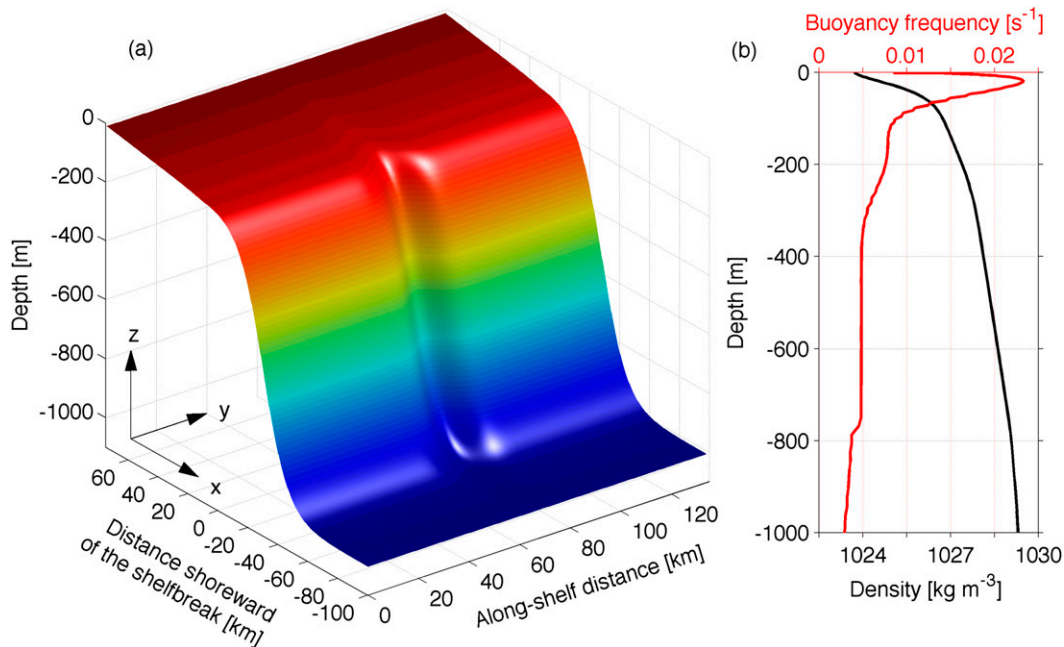 (a)
0
-200
-400
-600
-800
-1000
Depth [m]
z
y
x
60
40
20
0
-20
-40
-60
-80
-100
Distance shoreward
of the shelfbreak
[km]
0
20
40
60
80
100
120
Along-shelf distance [km]
Buoyancy frequency [s⁻¹]
(b)
0 0.01 0.02
0
-200
-400
-600
-800
-1000
Depth [m]
1024 1027 1030
Density [kg m⁻³]